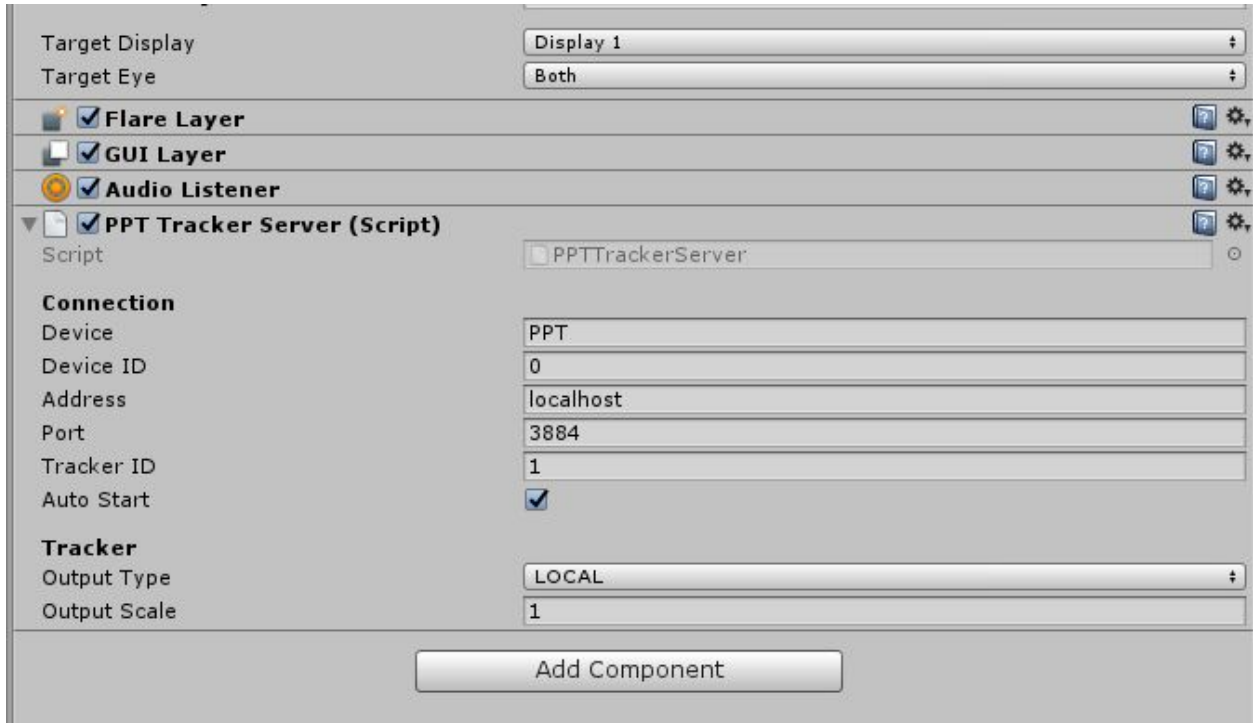 Target Display Display 1
Target Eye Both
Flare Layer
GUI Layer
Audio Listener
PPT Tracker Server (Script)
Script PPTTrackerServer
Connection
Device PPT
Device ID 0
Address localhost
Port 3884
Tracker ID 1
Auto Start
Tracker
Output Type LOCAL
Output Scale 1
Add Component